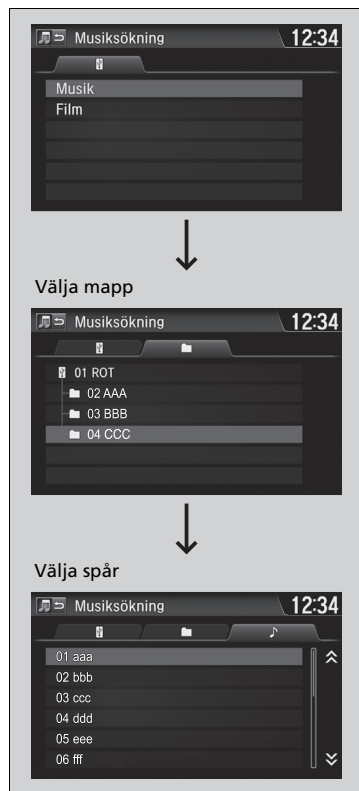 Musiksökning 12:34
Musik
Film
Välja mapp
Musiksökning 12:34
01 ROT
02 AAA
03 BBB
04 CCC
Välja spår
Musiksökning 12:34
01 aaa
02 bbb
03 ccc
04 ddd
05 eee
06 fff